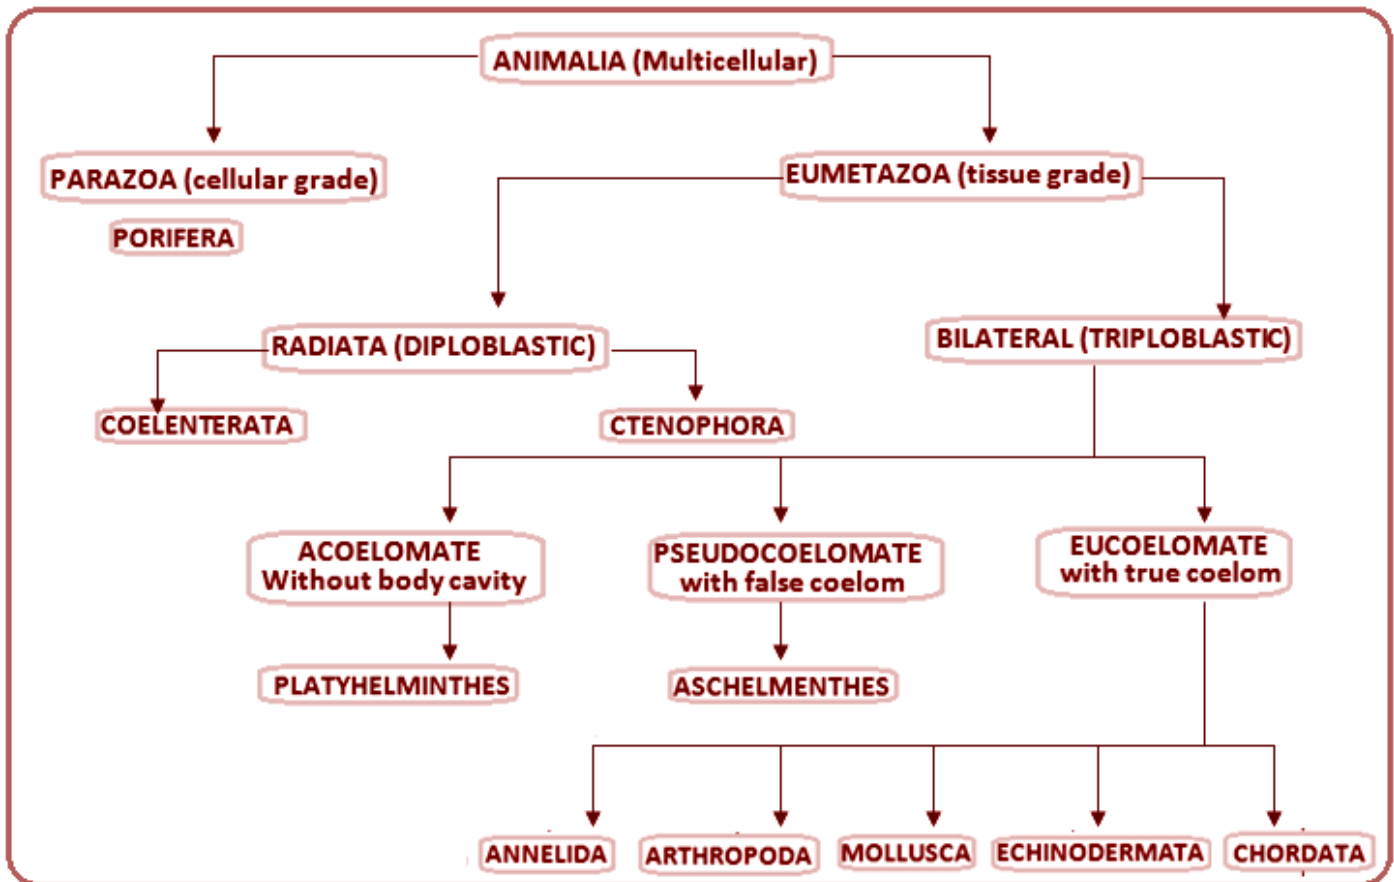 ANIMALIA (Multicellular)
PARAZOA (cellular grade)
EUMETAZOA (tissue grade)
PORIFERA
RADIATA (DIPLOBLASTIC)
BILATERAL (TRIPLOBLASTIC)
COELENTERATA
CTENOPHORA
ACOELOMATE
Without body cavity
PSEUDOCOELOMATE
with false coelom
EUCOELOMATE
with true coelom
PLATYHELMINTHES
ASCHELMENTHES
ANNELIDA
ARTHROPODA
MOLLUSCA
ECHINODERMATA
CHORDATA